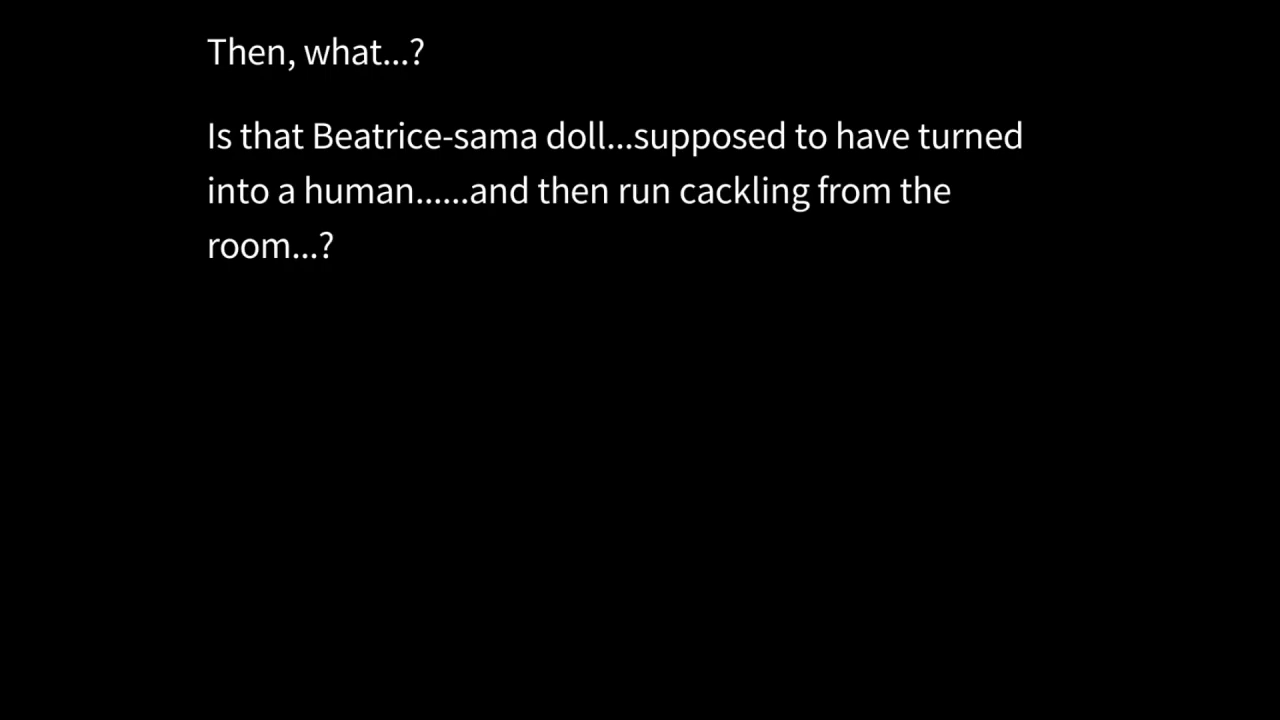 Then, what...?
Is that Beatrice-sama doll...supposed to have turned
into a human......and then run cackling from the
room...?